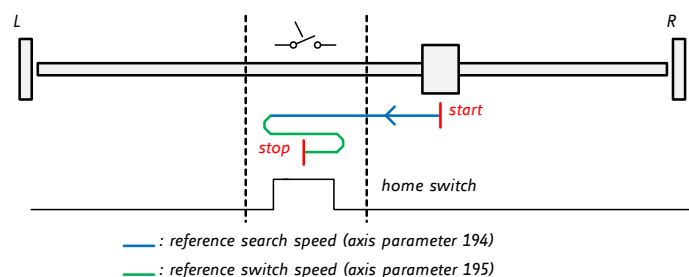 L
R
start
stop
home switch
: reference search speed (axis parameter 194)
: reference switch speed (axis parameter 195)